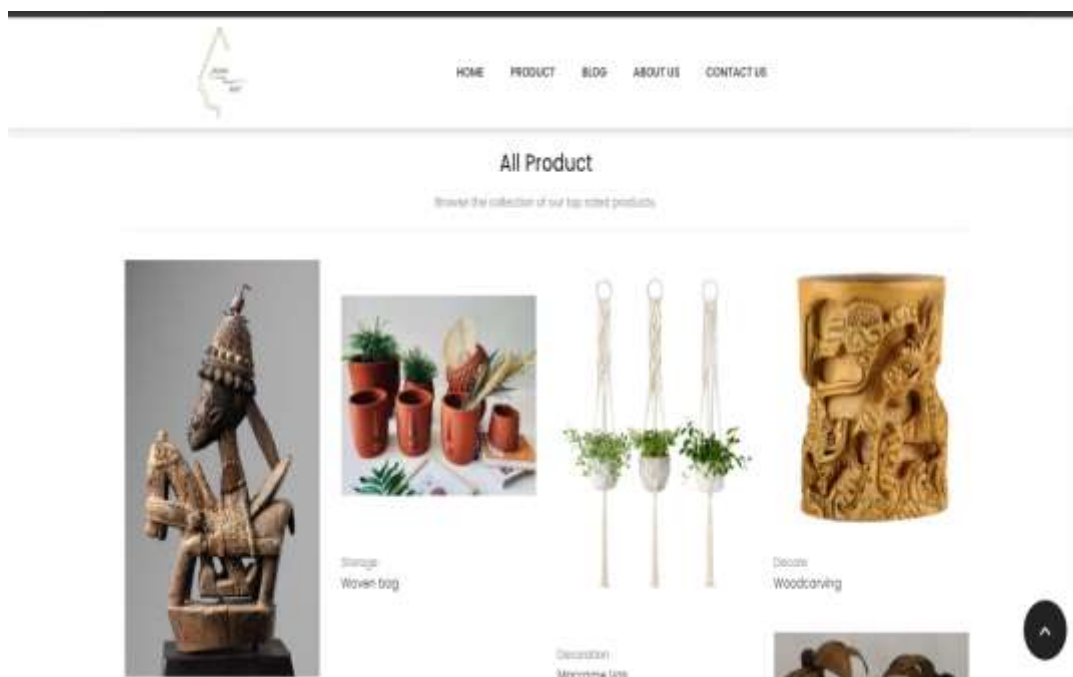 HOME PRODUCT BLOG ABOUT US CONTACT US
All Product
Browse the collection of our top rated products.
Storage
Woven bag
Decorate
Woodcarving
Decoration
Macrame